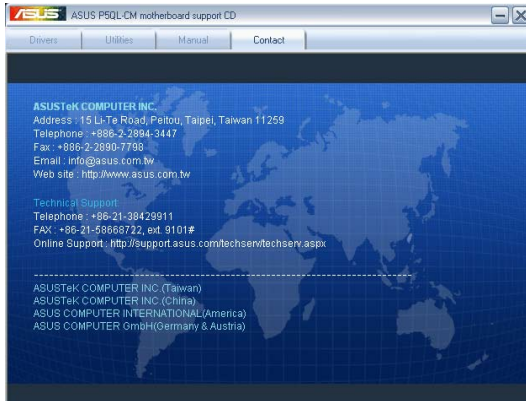 ASUS ASUS P5QL-CM motherboard support CD
Drivers Utilities Manual Contact
ASUSTeK COMPUTER INC.
Address : 15 Li-Te Road, Peitou, Taipei, Taiwan 11259
Telephone : +886-2-2894-3447
Fax : +886-2-2890-7798
Email : info@asus.com.tw
Web site : http://www.asus.com.tw
Technical Support
Telephone : +86-21-38429911
FAX : +86-21-58668722, ext. 9101#
Online Support : http://support.asus.com/techserv/techserv.aspx
ASUSTeK COMPUTER INC.(Taiwan)
ASUSTeK COMPUTER INC.(China)
ASUS COMPUTER INTERNATIONAL(America)
ASUS COMPUTER GmbH(Germany & Austria)